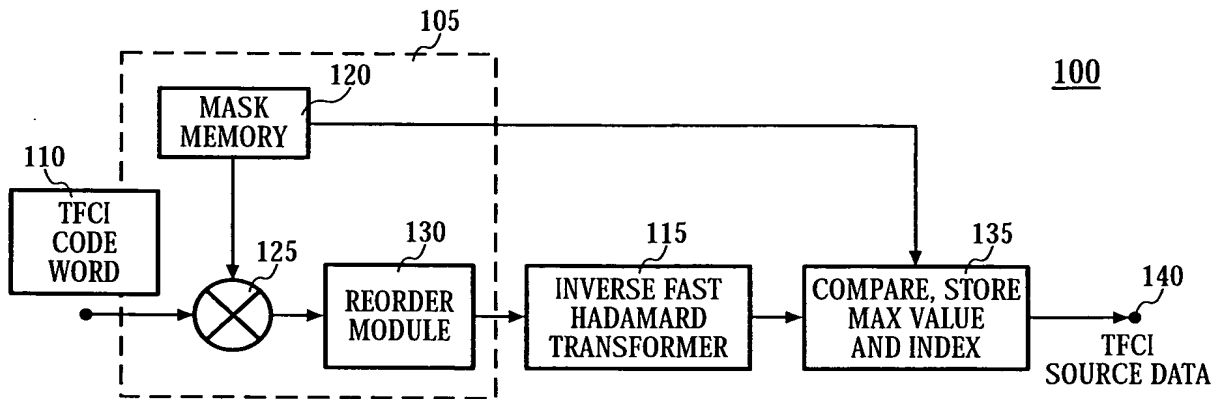 105
100
120
MASK
MEMORY
110
TFCI
CODE
WORD
125
130
REORDER
MODULE
115
INVERSE FAST
HADAMARD
TRANSFORMER
135
COMPARE, STORE
MAX VALUE
AND INDEX
140
TFCI
SOURCE DATA